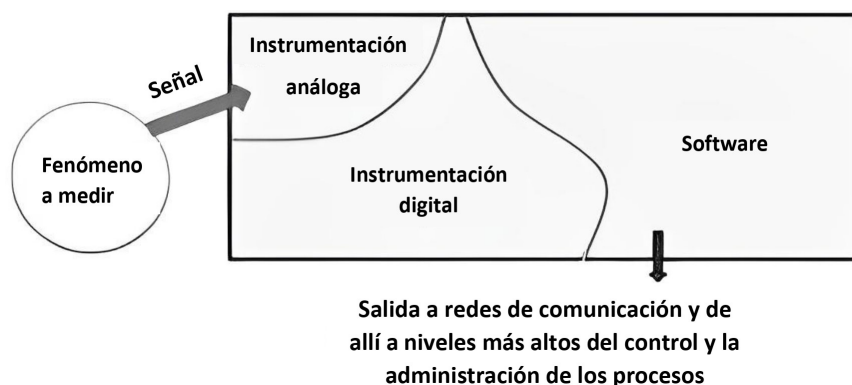 Instrumentación
análoga
Señal
Fenómeno
a medir
Instrumentación
digital
Software
Salida a redes de comunicación y de
allí a niveles más altos del control y la
administración de los procesos